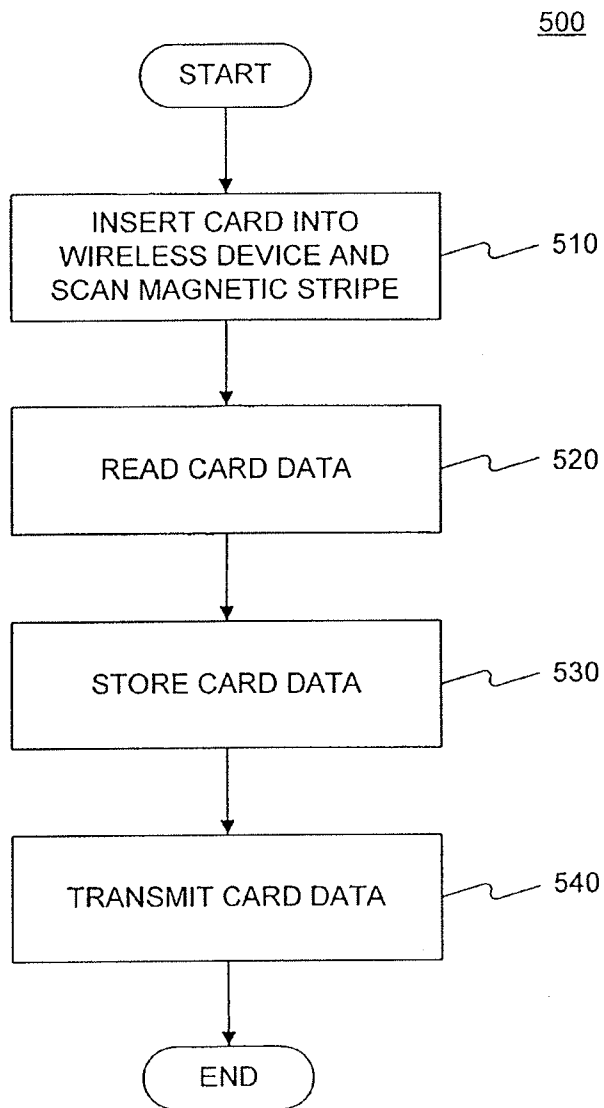 500
START
INSERT CARD INTO
WIRELESS DEVICE AND
SCAN MAGNETIC STRIPE
510
READ CARD DATA
520
STORE CARD DATA
530
TRANSMIT CARD DATA
540
END